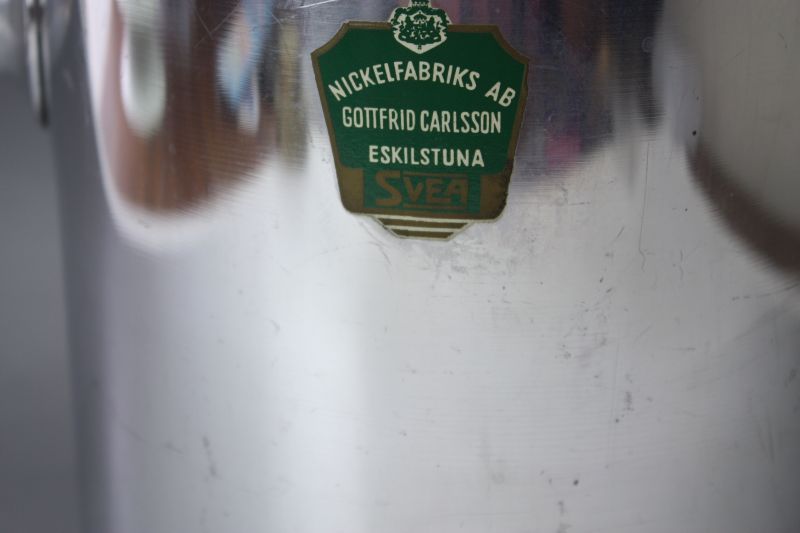 NICKELFABRIKS AB
GOTTFRID CARLSSON
ESKILSTUNA
SVEA